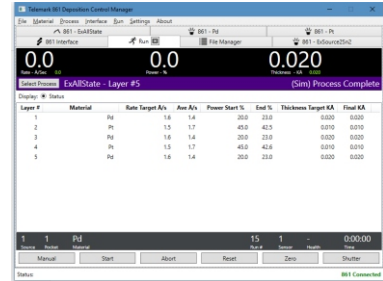 Telemark 861 Deposition Control Manager
File Material Process Interface Run Settings About
861 - ExAllState 861 - Pd 861 - Pt
861 Interface Run File Manager 861 - ExSource2Sn2
0.0 0.0 0.020
Rate - A/Sec 0.0 Power - % Thickness - KA 0.020
Select Process ExAllState - Layer #5 (Sim) Process Complete
Display: Status
Layer # Material Rate Target A/s Ave A/s Power Start % End % Thickness Target KA Final KA
1 Pd 1.6 1.4 20.0 23.0 0.020 0.020
2 Pt 1.5 1.7 45.0 42.5 0.010 0.010
3 Pd 1.6 1.4 20.0 23.0 0.020 0.020
4 Pt 1.5 1.7 45.0 42.6 0.010 0.010
5 Pd 1.6 1.4 20.0 23.0 0.020 0.020
1 1 Pd 15 1 - 0:00:00
Source Pocket Material Run # Sensor Health Time
Manual Start Abort Reset Zero Shutter
Status 861 Connected